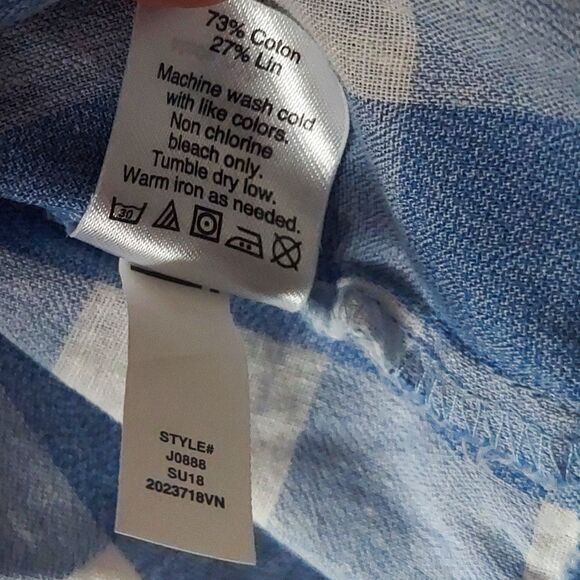 73% Coton
27% Lin
Machine wash cold
with like colors.
Non chlorine
bleach only.
Tumble dry low.
Warm iron as needed.
30
STYLE#
J0888
SU18
2023718VN